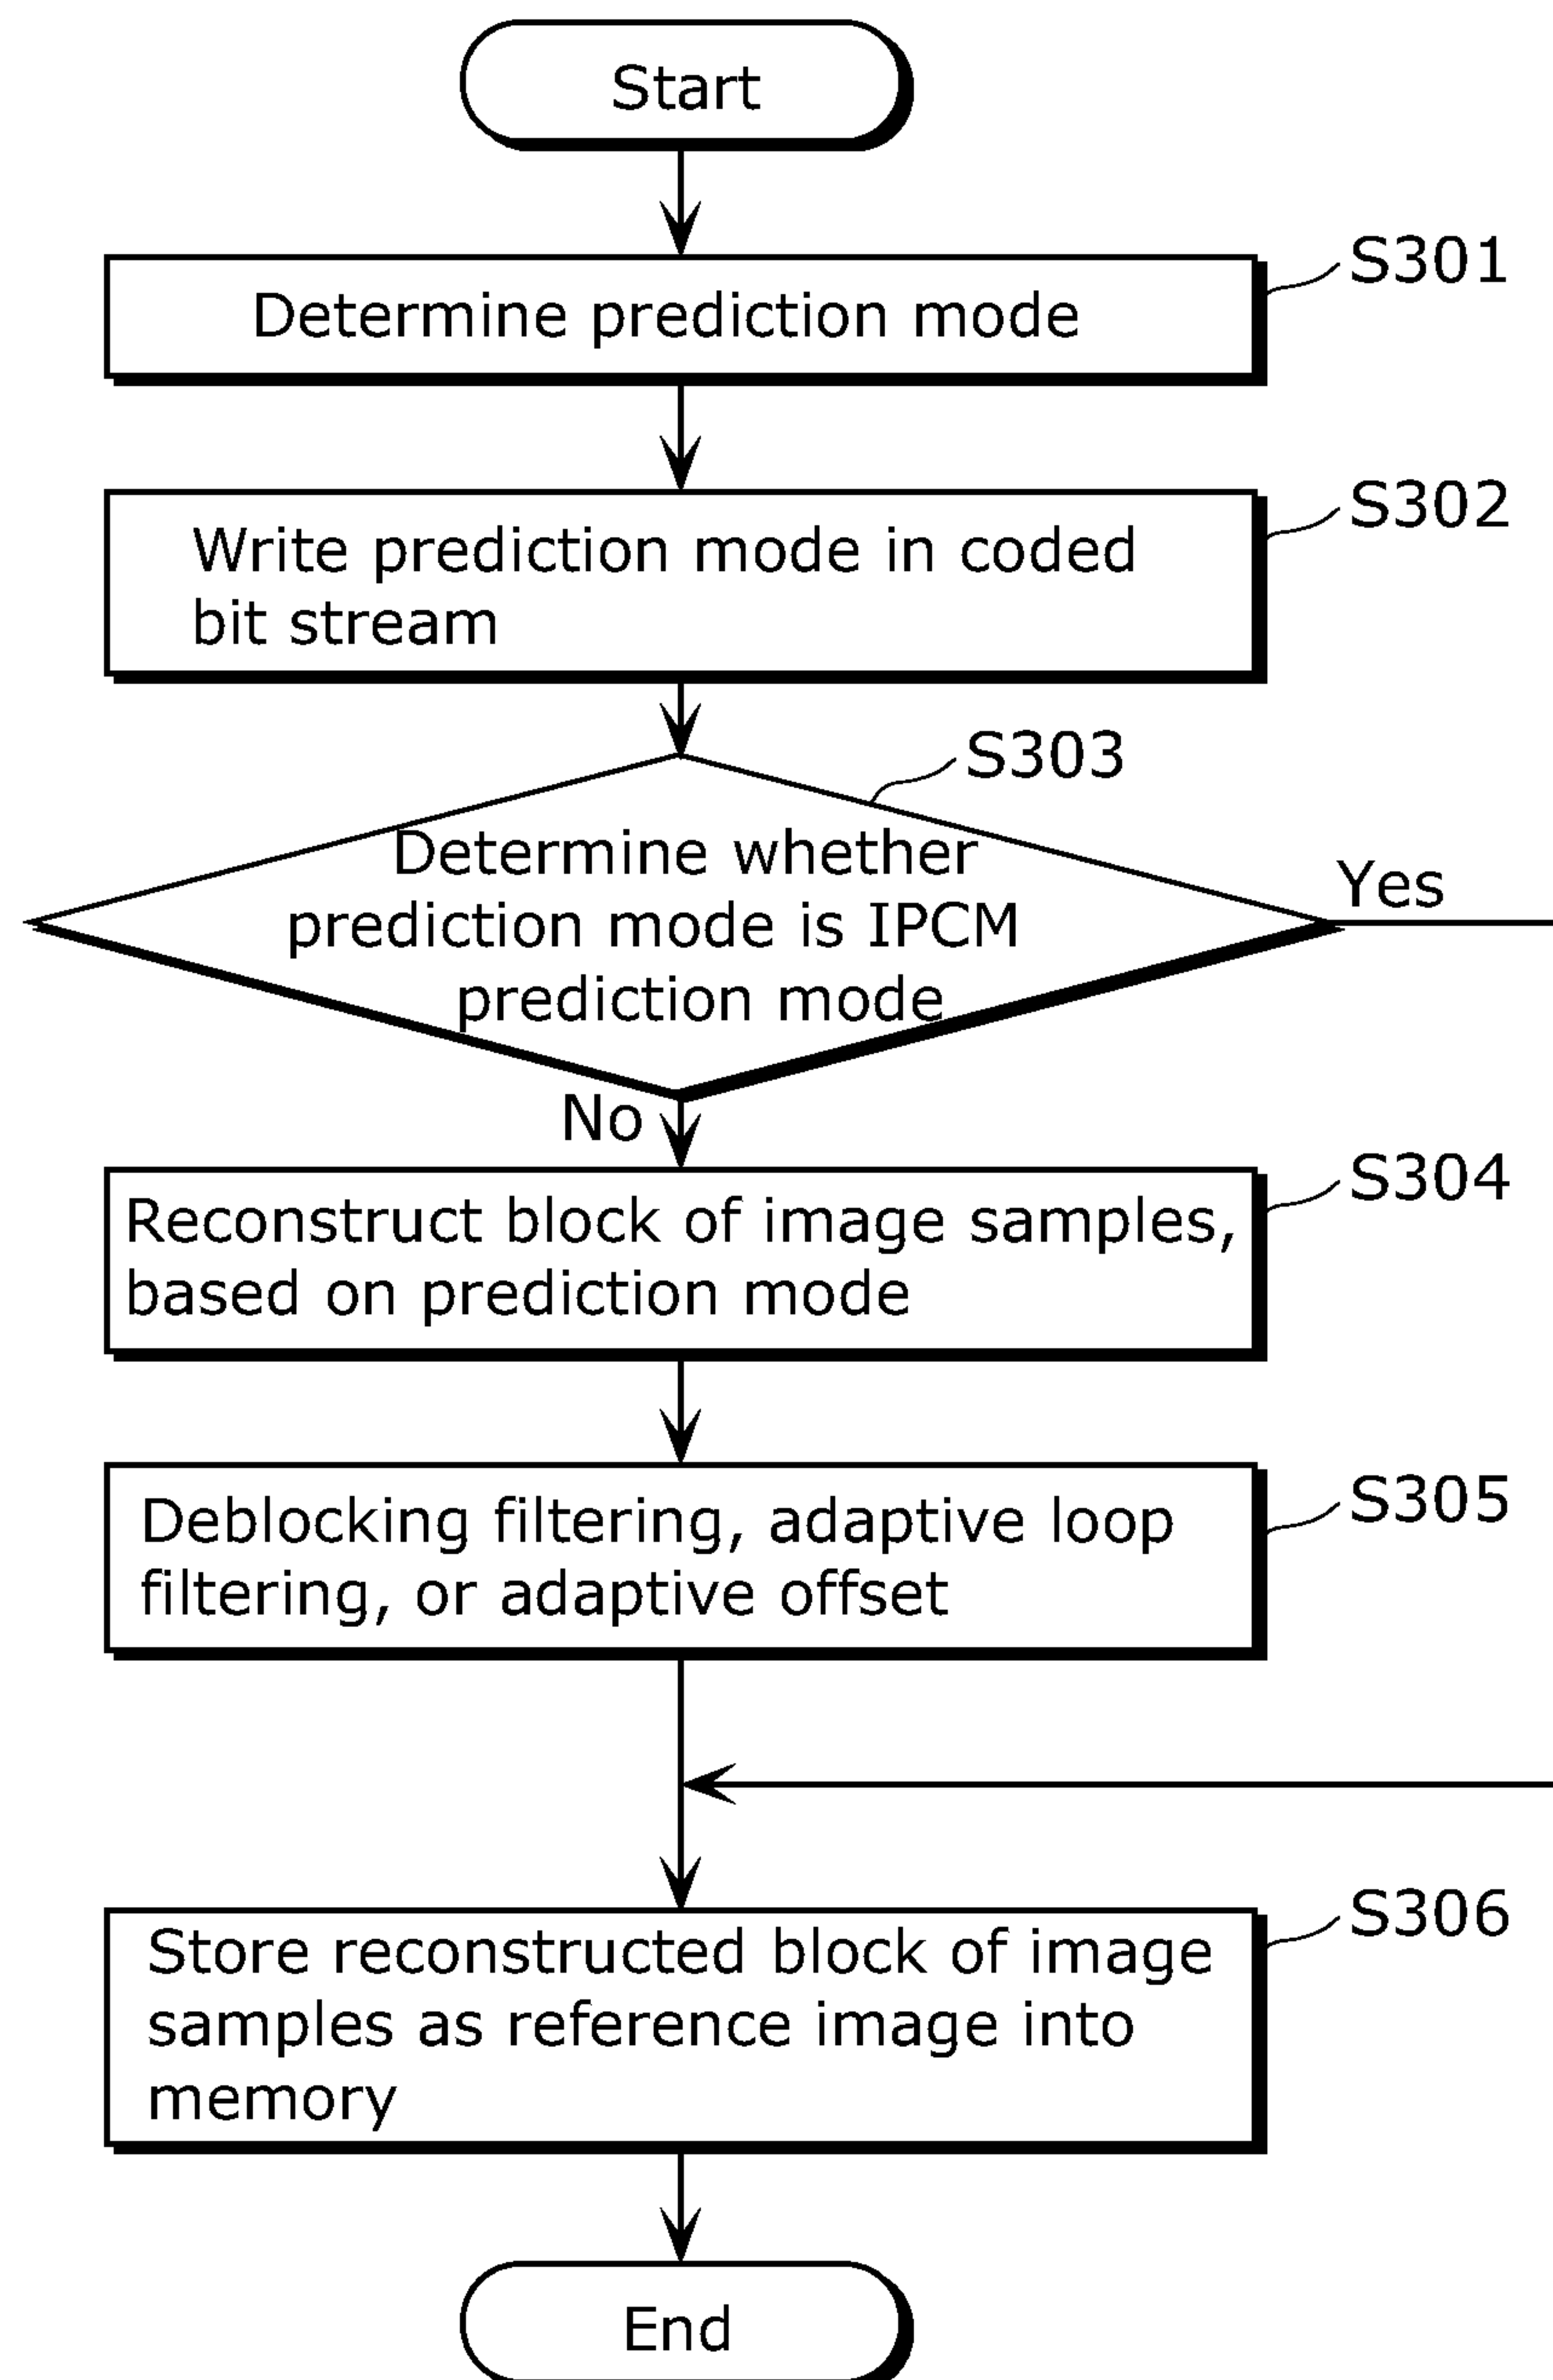 Start
S301
Determine prediction mode
S302
Write prediction mode in coded
bit stream
S303
Determine whether
prediction mode is IPCM
prediction mode
Yes
No
S304
Reconstruct block of image samples,
based on prediction mode
S305
Deblocking filtering, adaptive loop
filtering, or adaptive offset
S306
Store reconstructed block of image
samples as reference image into
memory
End